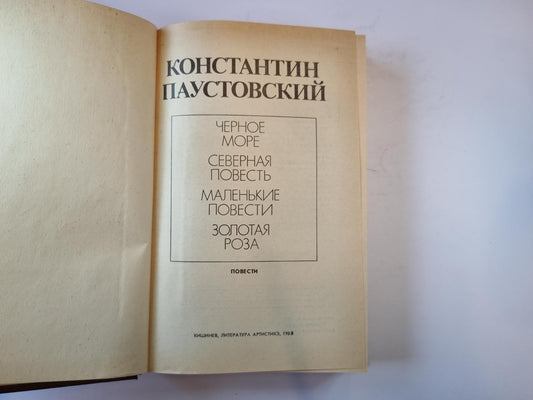 КОНСТАНТИН
ПАУСТОВСКИЙ
ЧЕРНОЕ
МОРЕ
СЕВЕРНАЯ
ПОВЕСТЬ
МАЛЕНЬКИЕ
ПОВЕСТИ
ЗОЛОТАЯ
РОЗА
ПОВЕСТИ
КИШИНЕВ, ЛИТЕРАТУРА АРТИСТИКЭ, 1988